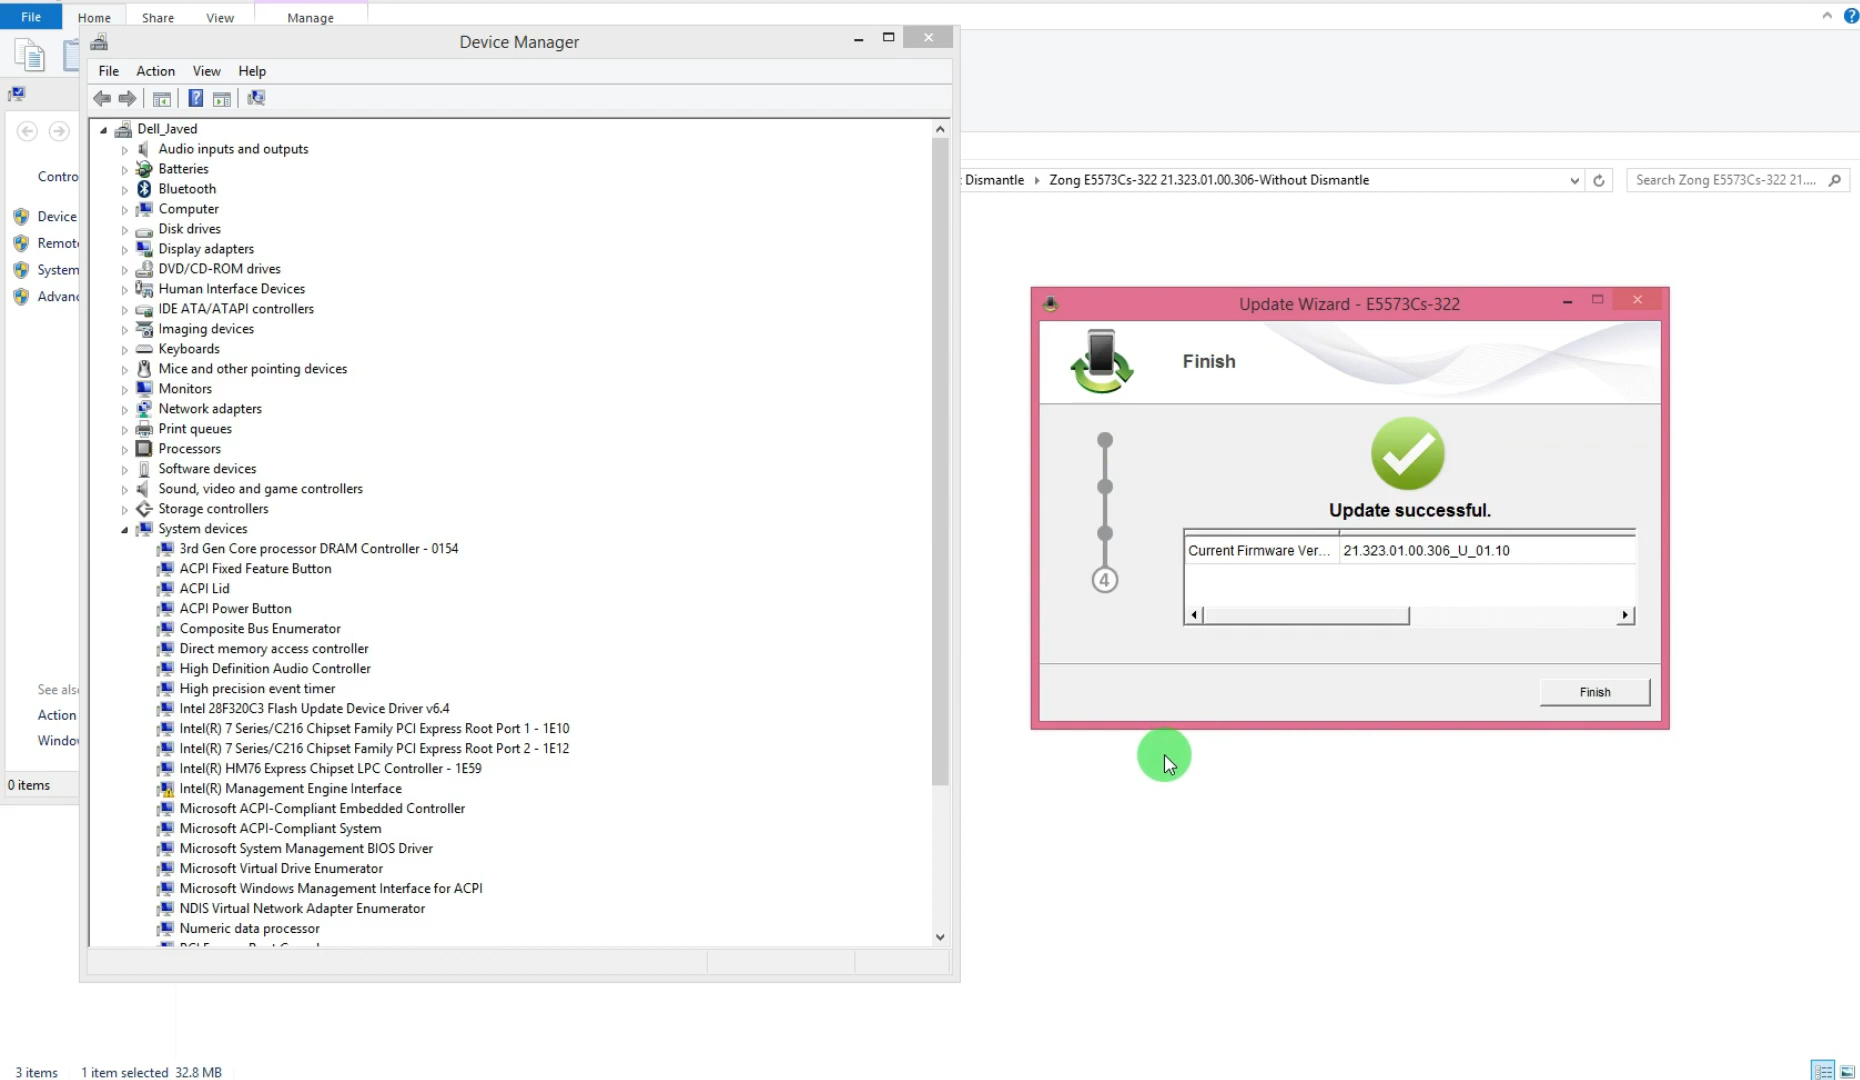 File
Home
Share
View
Manage
Device Manager
File
Action
View
Help
Dell_Javed
Audio inputs and outputs
Batteries
Bluetooth
Computer
Disk drives
Display adapters
DVD/CD-ROM drives
Human Interface Devices
IDE ATA/ATAPI controllers
Imaging devices
Keyboards
Mice and other pointing devices
Monitors
Network adapters
Print queues
Processors
Software devices
Sound, video and game controllers
Storage controllers
System devices
3rd Gen Core processor DRAM Controller - 0154
ACPI Fixed Feature Button
ACPI Lid
ACPI Power Button
Composite Bus Enumerator
Direct memory access controller
High Definition Audio Controller
High precision event timer
Intel 28F320C3 Flash Update Device Driver v6.4
Intel(R) 7 Series/C216 Chipset Family PCI Express Root Port 1 - 1E10
Intel(R) 7 Series/C216 Chipset Family PCI Express Root Port 2 - 1E12
Intel(R) HM76 Express Chipset LPC Controller - 1E59
Intel(R) Management Engine Interface
Microsoft ACPI-Compliant Embedded Controller
Microsoft ACPI-Compliant System
Microsoft System Management BIOS Driver
Microsoft Virtual Drive Enumerator
Microsoft Windows Management Interface for ACPI
NDIS Virtual Network Adapter Enumerator
Numeric data processor
Contro
Device
Remot
System
Advan
See als
Action
Windo
0 items
Dismantle
Zong E5573Cs-322 21.323.01.00.306-Without Dismantle
Search Zong E5573Cs-322 21....
Update Wizard - E5573Cs-322
Finish
4
Update successful.
Current Firmware Ver...
21.323.01.00.306_U_01.10
Finish
3 items
1 item selected 32.8 MB